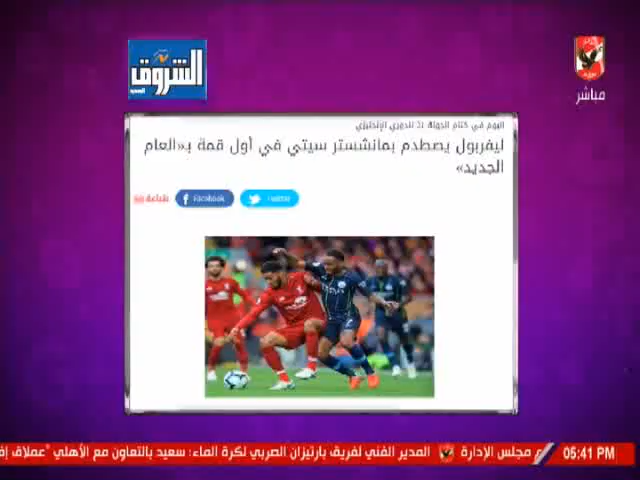 الشروق
الجديد
مباشر
اليوم في ختام الجولة 21 للدوري الإنجليزي
ليفربول يصطدم بمانشستر سيتي في أول قمة بـ«العام
الجديد»
طباعة
Facebook
Twitter
مجلس الإدارة
المدير الفني لفريق بارتيزان الصربي لكرة الماء: سعيد بالتعاون مع الأهلي "عملاق
05:41 PM